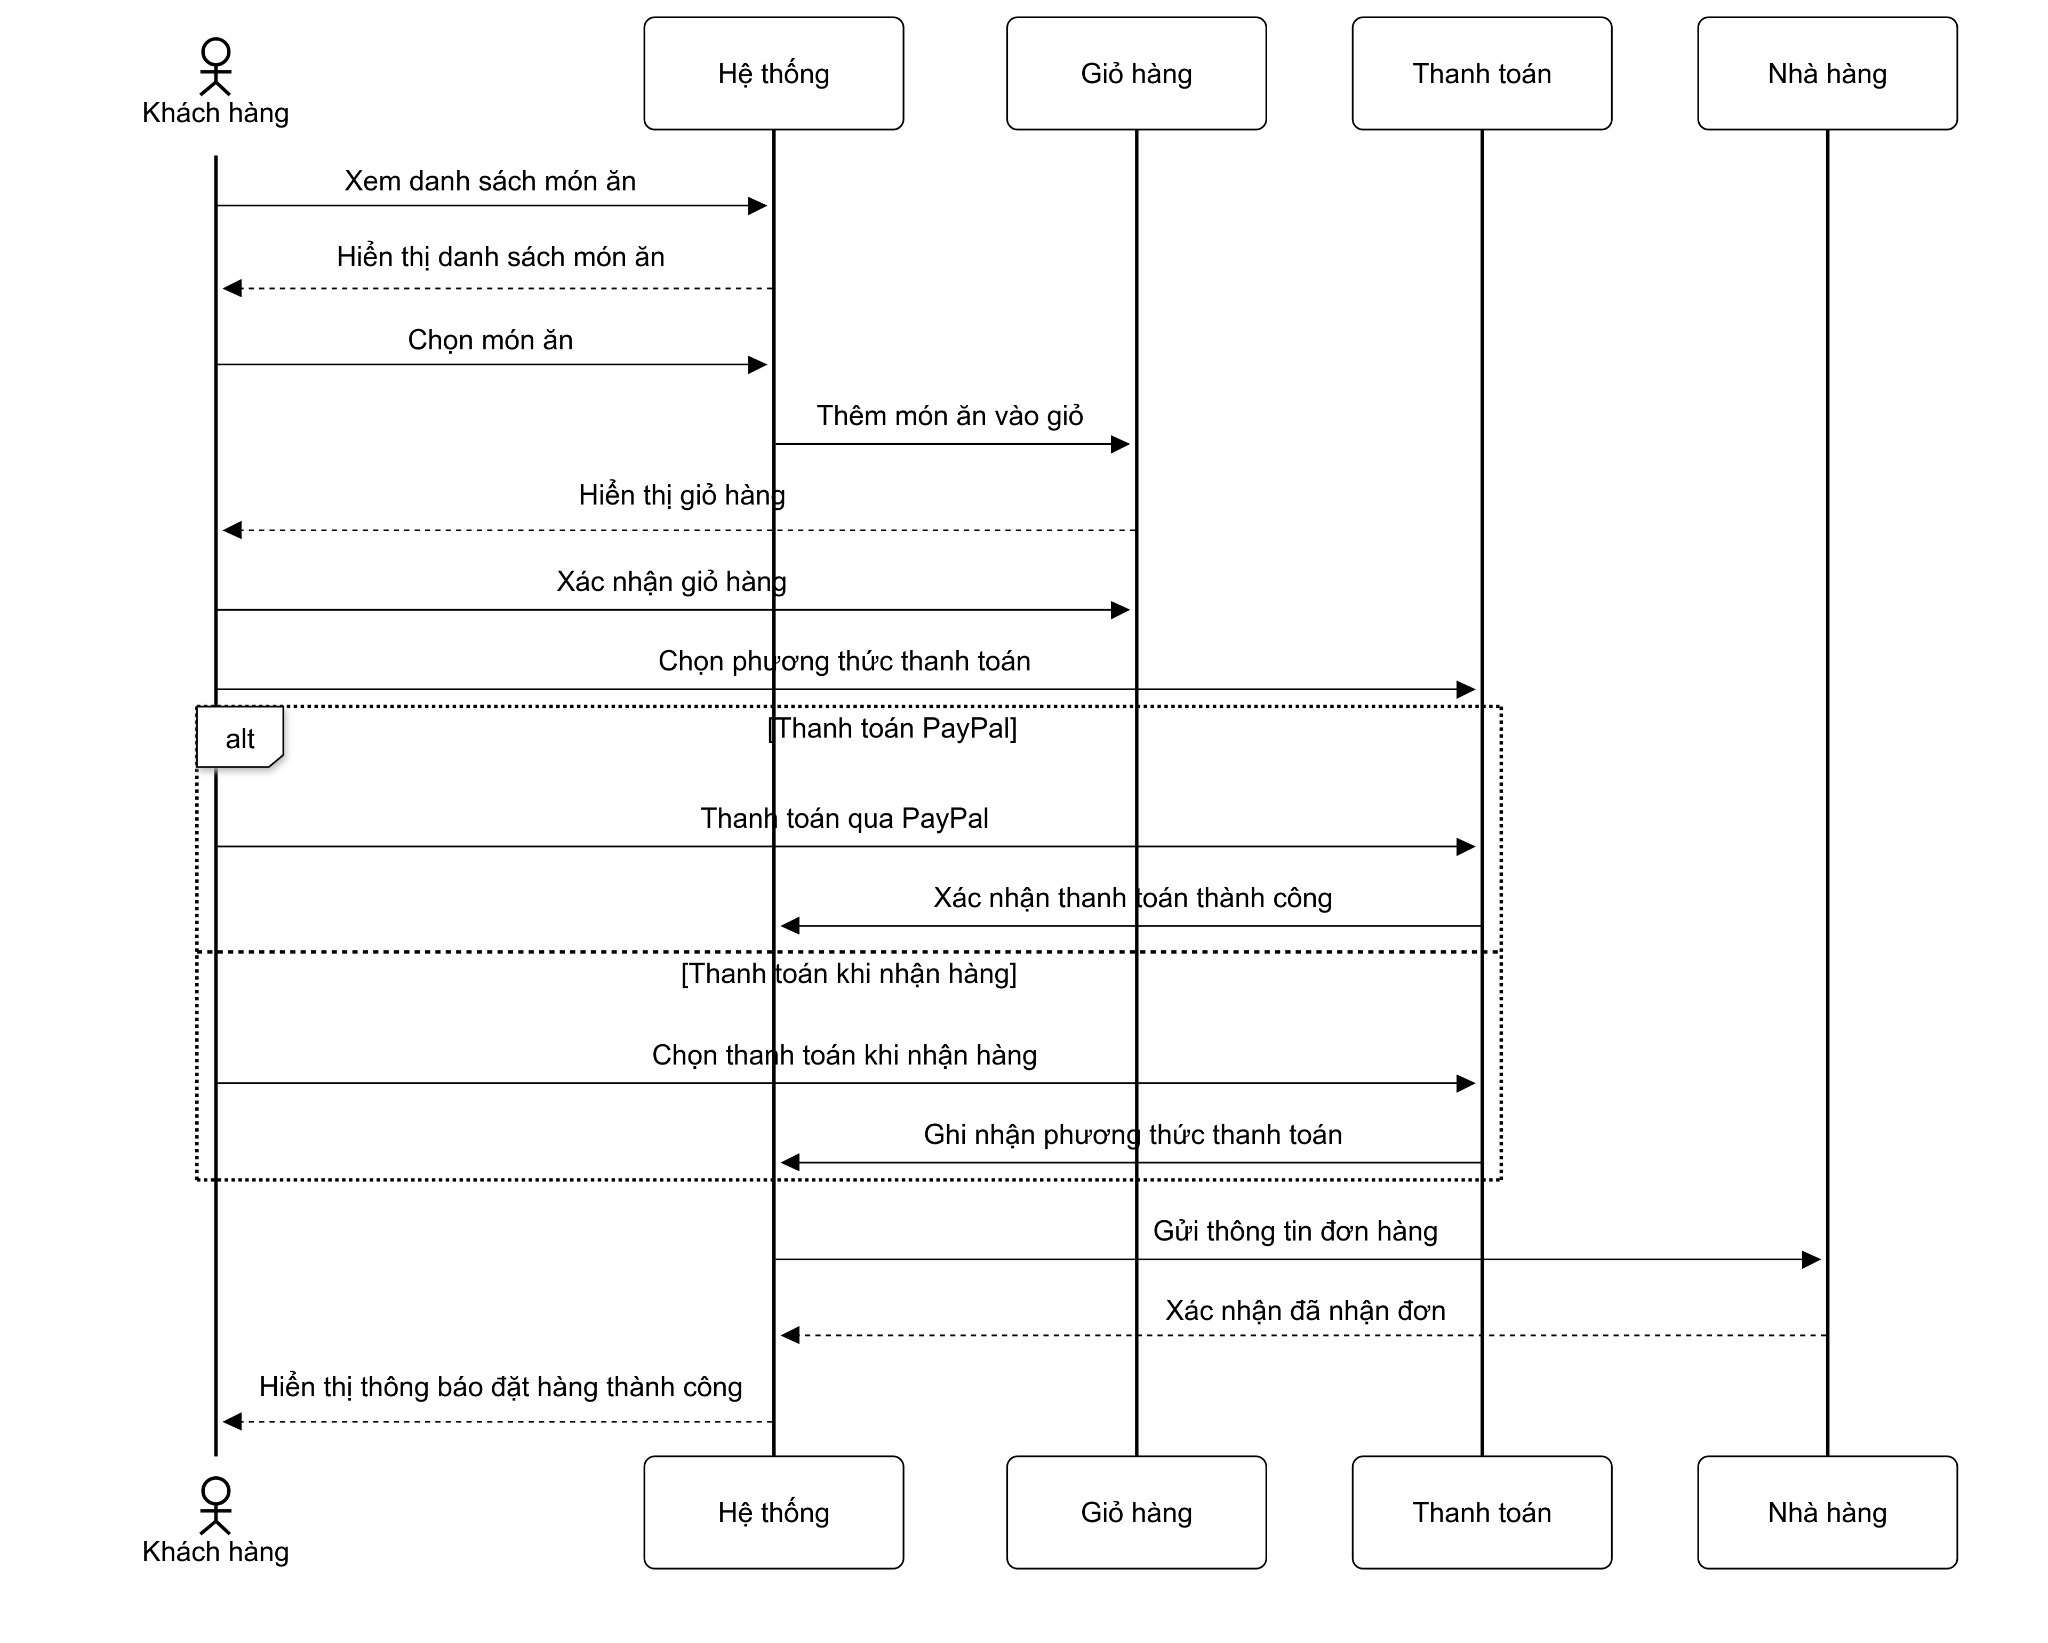 Khách hàng
Hệ thống
Giỏ hàng
Thanh toán
Nhà hàng
Xem danh sách món ăn
Hiển thị danh sách món ăn
Chọn món ăn
Thêm món ăn vào giỏ
Hiển thị giỏ hàng
Xác nhận giỏ hàng
Chọn phương thức thanh toán
alt
[Thanh toán PayPal]
Thanh toán qua PayPal
Xác nhận thanh toán thành công
[Thanh toán khi nhận hàng]
Chọn thanh toán khi nhận hàng
Ghi nhận phương thức thanh toán
Gửi thông tin đơn hàng
Xác nhận đã nhận đơn
Hiển thị thông báo đặt hàng thành công
Khách hàng
Hệ thống
Giỏ hàng
Thanh toán
Nhà hàng